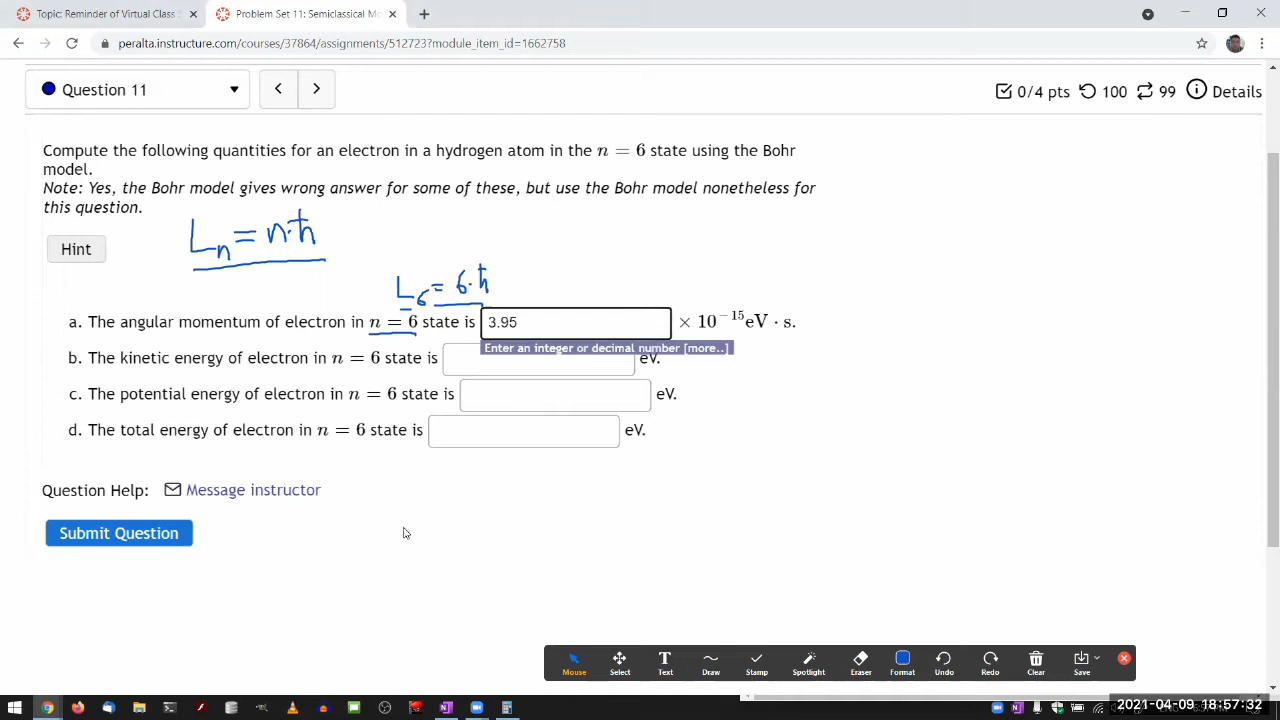 Topic: Reminder of Virtual Class S
Problem Set 11: Semiclassical Mo
peralta.instructure.com/courses/37864/assignments/512723?module_item_id=1662758
Question 11
0/4 pts 100 99 Details
Compute the following quantities for an electron in a hydrogen atom in the n = 6 state using the Bohr
model.
Note: Yes, the Bohr model gives wrong answer for some of these, but use the Bohr model nonetheless for
this question.
Lₙ = n·ħ
Hint
L₆ = 6·ħ
a. The angular momentum of electron in n = 6 state is 3.95 × 10⁻¹⁵eV · s.
Enter an integer or decimal number [more..]
b. The kinetic energy of electron in n = 6 state is eV.
c. The potential energy of electron in n = 6 state is eV.
d. The total energy of electron in n = 6 state is eV.
Question Help: Message instructor
Submit Question
Mouse Select Text Draw Stamp Spotlight Eraser Format Undo Redo Clear Save
2021-04-09 18:57:32